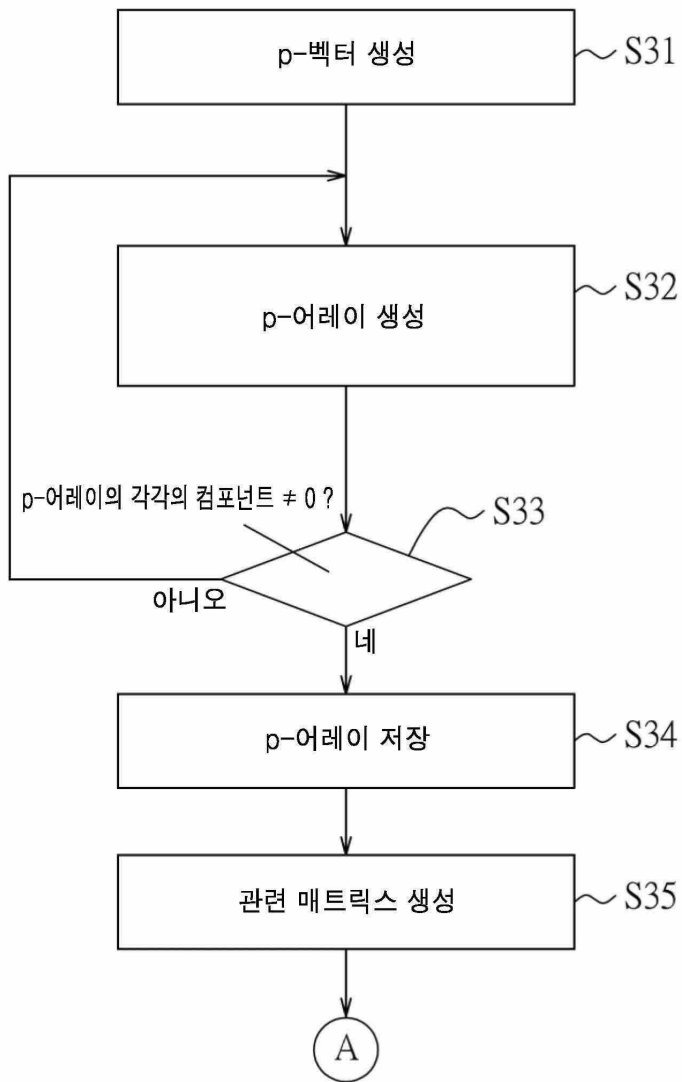 p-벡터 생성
S31
p-어레이 생성
S32
p-어레이의 각각의 컴포넌트 ≠ 0 ?
S33
아니오
네
p-어레이 저장
S34
관련 매트릭스 생성
S35
A